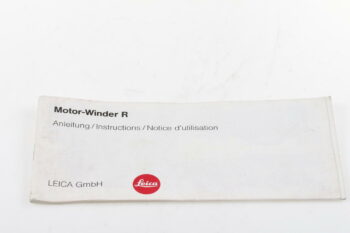 Motor-Winder R
Anleitung/Instructions/Notice d'utilisation
LEICA GmbH
Leica